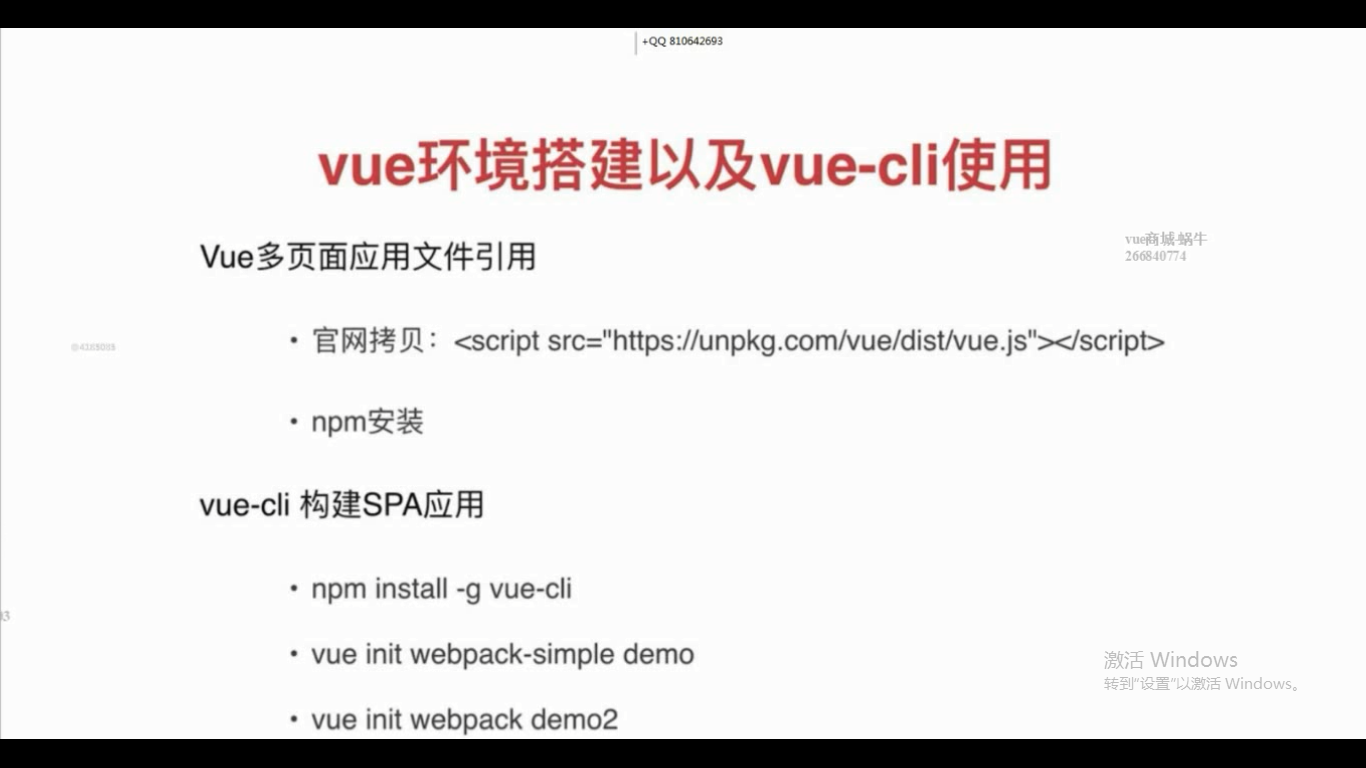 +QQ 810642693
vue环境搭建以及vue-cli使用
vue商城-蜗牛
266840774
Vue多页面应用文件引用
• 官网拷贝：<script src="https://unpkg.com/vue/dist/vue.js"></script>
• npm安装
vue-cli 构建SPA应用
• npm install -g vue-cli
• vue init webpack-simple demo
激活 Windows
转到"设置"以激活 Windows。
• vue init webpack demo2